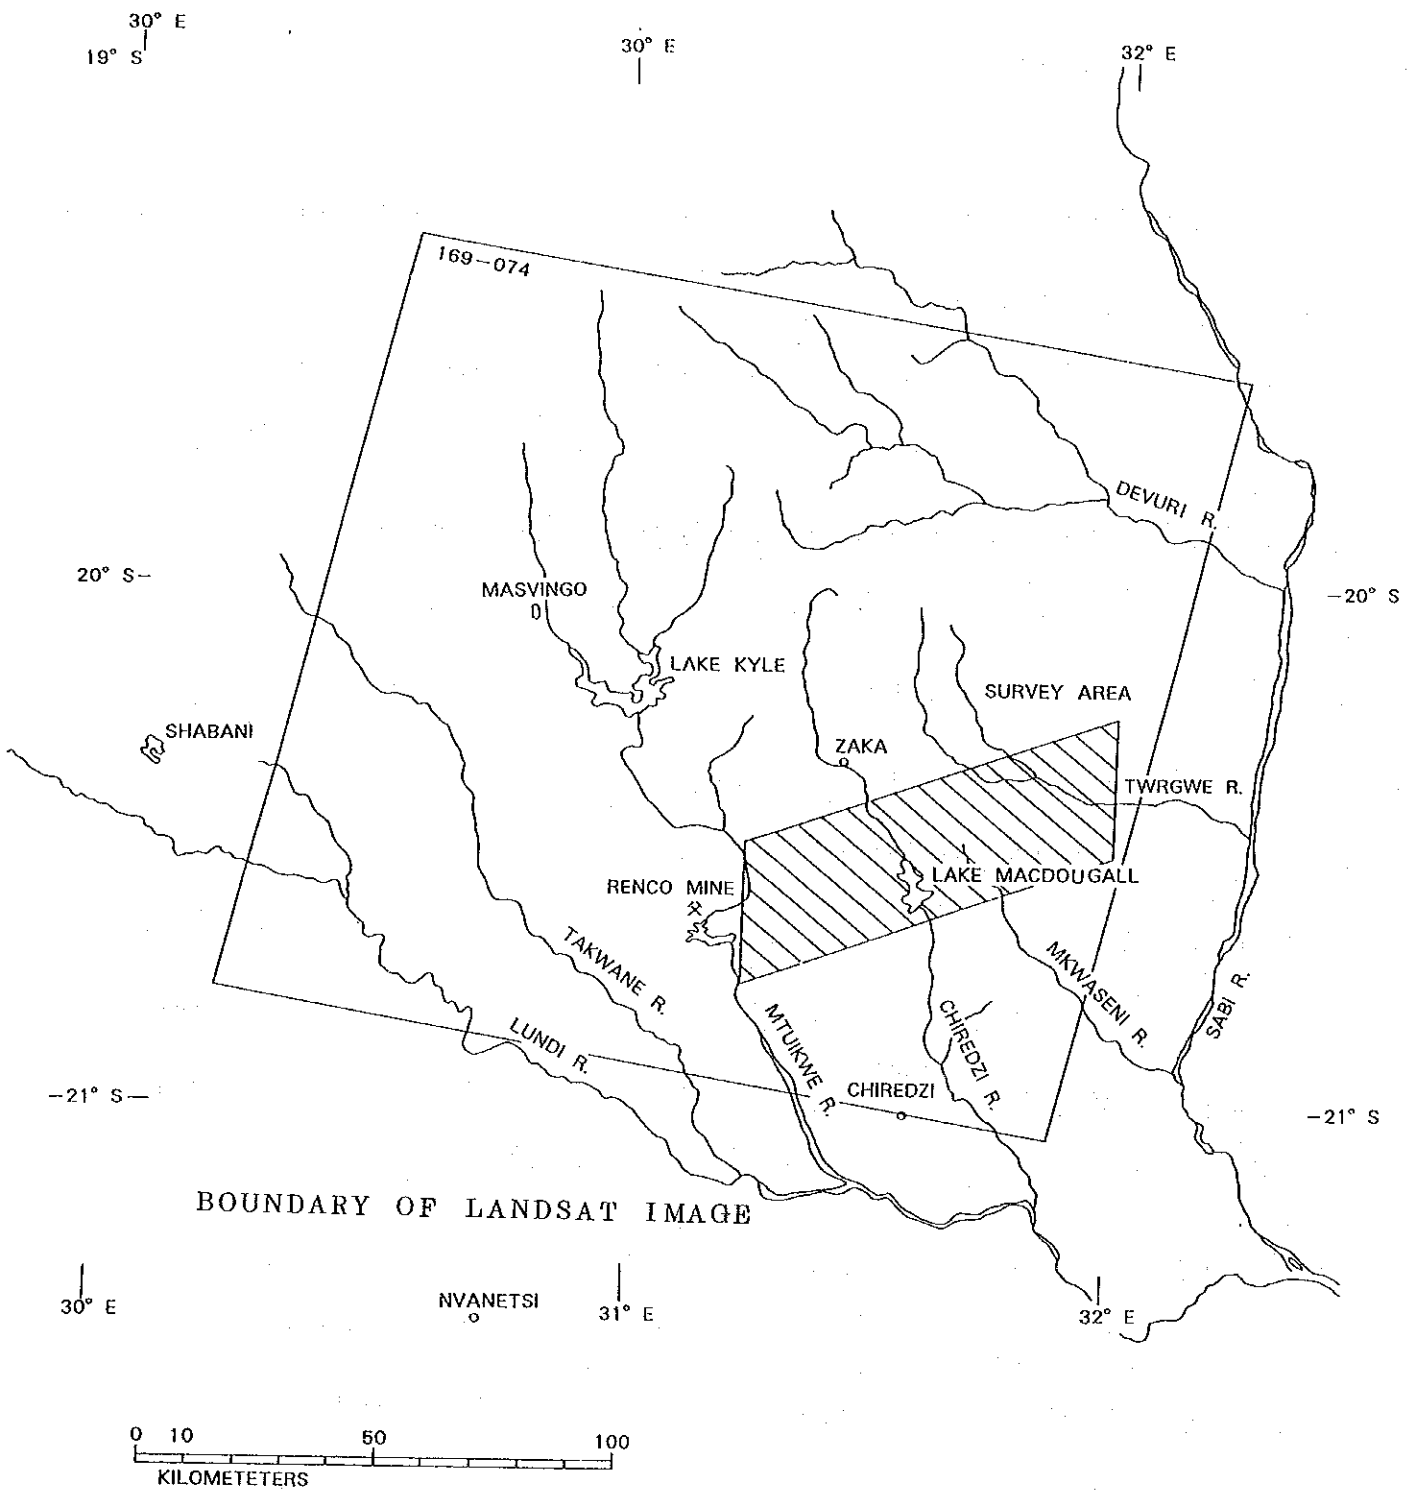 30° E
19° S
30° E
32° E
169-074
DEVURI R.
20° S-
MASVINGO
-20° S
LAKE KYLE
SURVEY AREA
SHABANI
ZAKA
TWRGWE R.
RENCO MINE
LAKE MACDOUGALL
TAKWANE R.
MKWASENI R.
SABI R.
LUNDI R.
MTUIKWE R.
CHIREDZI R.
CHIREDZI
-21° S-
-21° S
BOUNDARY OF LANDSAT IMAGE
30° E
NVANETSI
31° E
32° E
0 10 50 100
KILOMETETERS